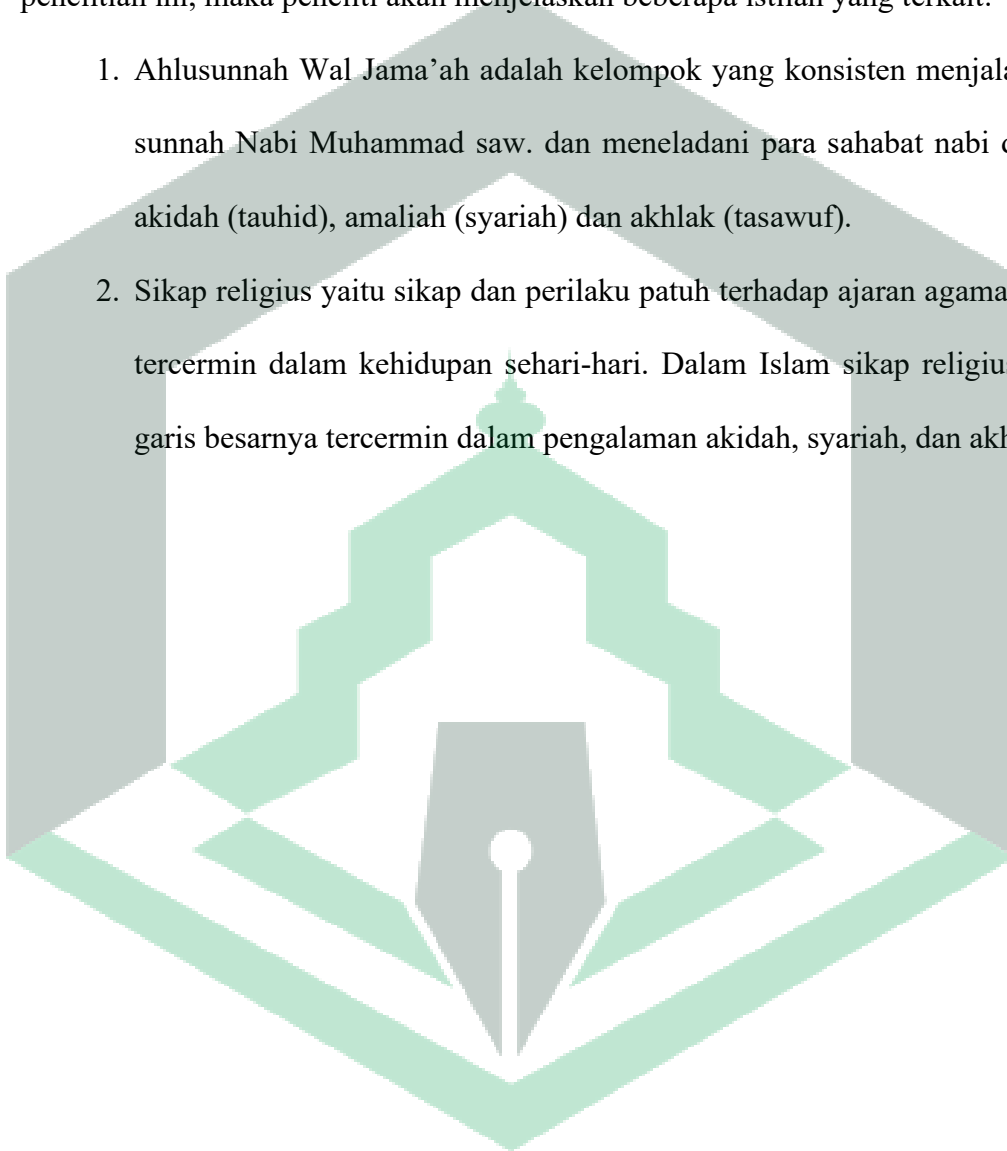 penelitian ini, maka peneliti akan menjelaskan beberapa istilah yang terkait:
1. Ahlusunnah Wal Jama’ah adalah kelompok yang konsisten
sunnah Nabi Muhammad saw. dan meneladani para sahabat nabi
akidah (tauhid), amaliah (syariah) dan akhlak (tasawuf).
2. Sikap religius yaitu sikap dan perilaku patuh terhadap ajaran agama
tercermin dalam kehidupan sehari-hari. Dalam Islam sikap
garis besarnya tercermin dalam pengalaman akidah, syariah, dan